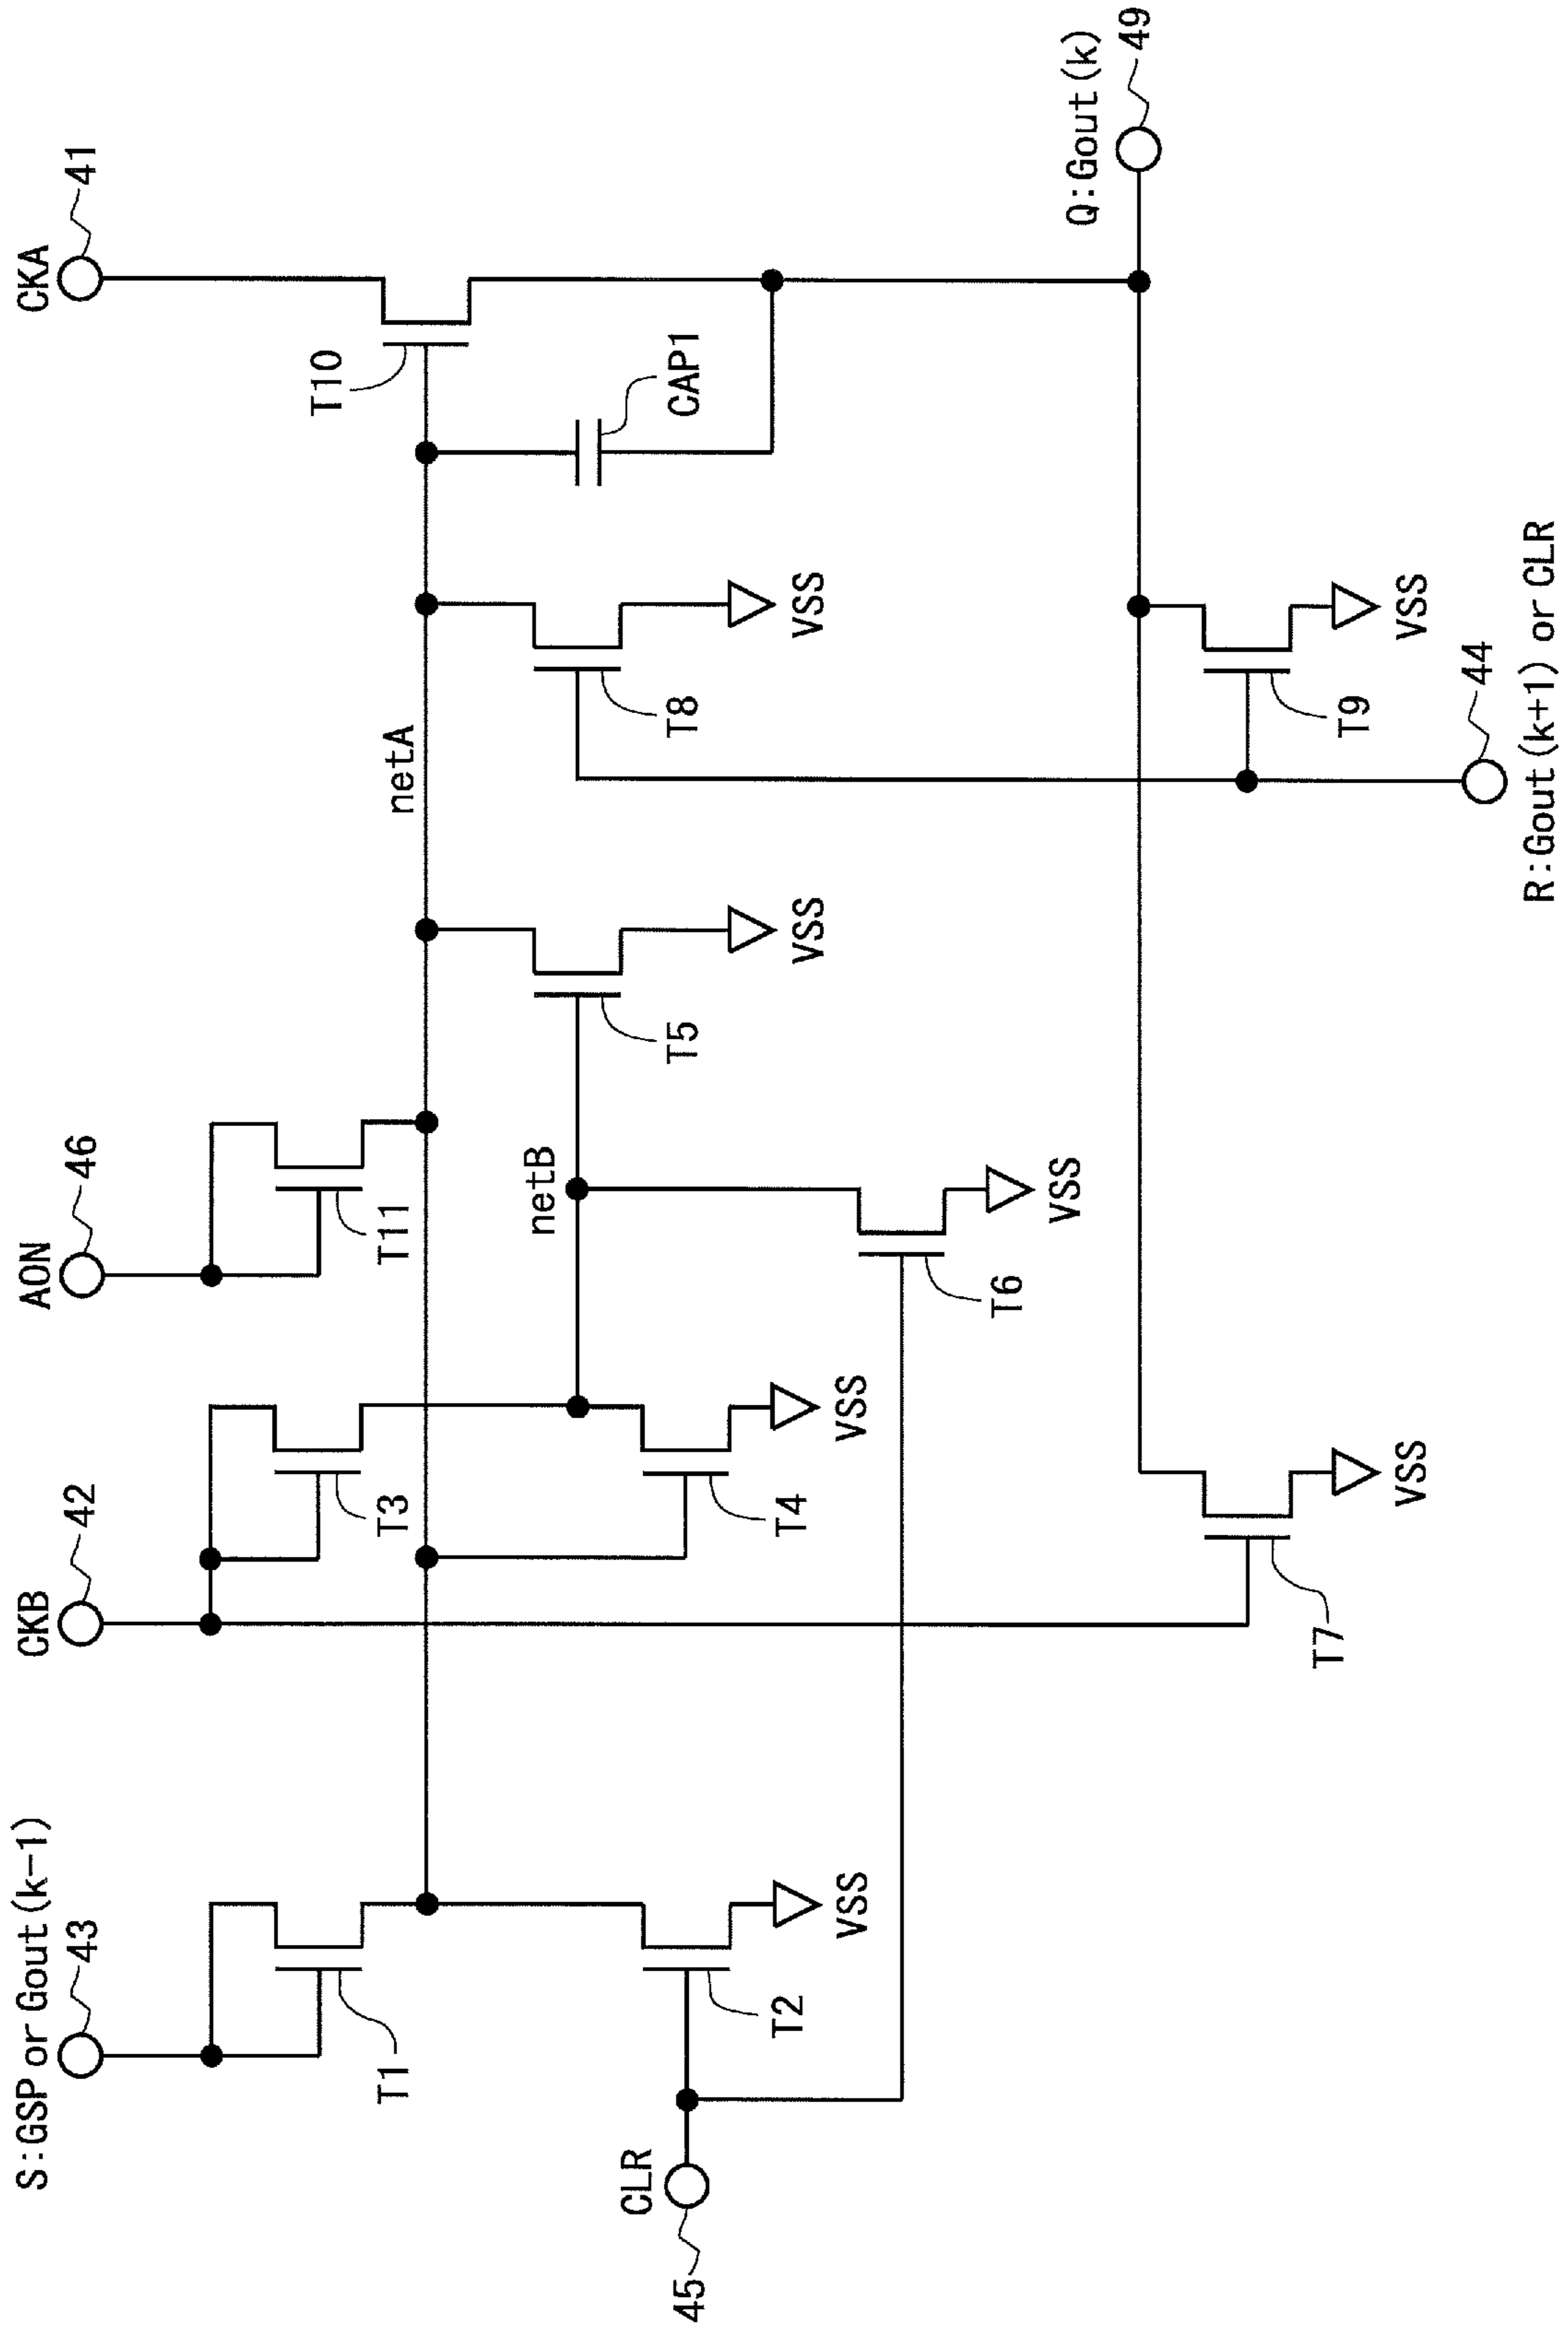 S:GSP or Gout(k-1)
43
CKB
42
AON
46
CKA
41
T1
T3
T11
T10
netA
CLR
45
T2
VSS
T4
VSS
netB
T5
VSS
T8
VSS
CAP1
T6
VSS
Q:Gout(k)
49
T7
VSS
T9
VSS
44
R:Gout(k+1) or CLR